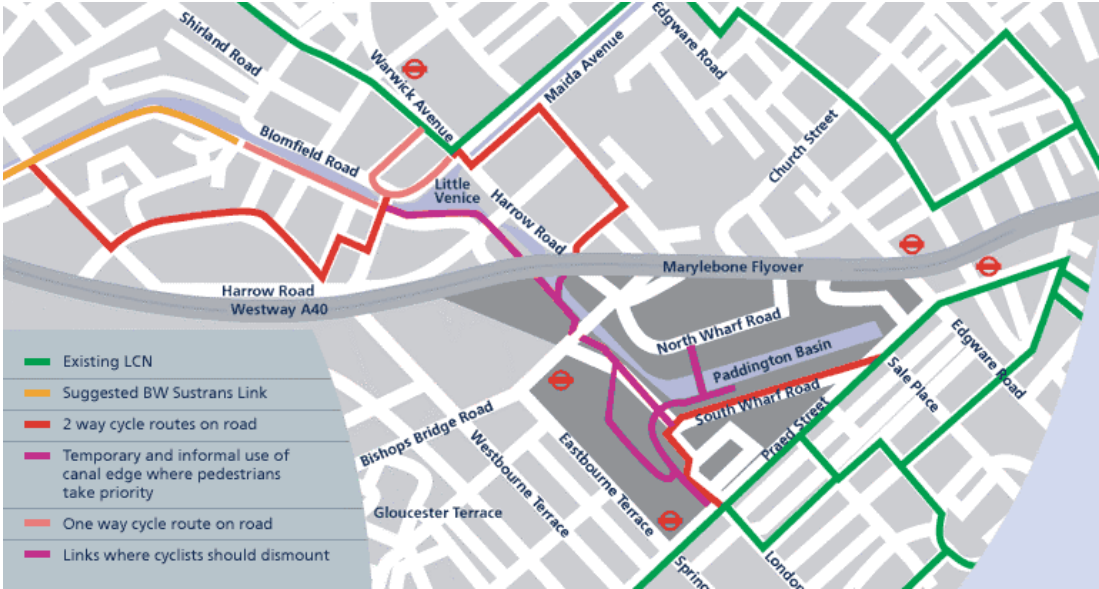 Shirland Road
Warwick Avenue
Edgware Road
Maida Avenue
Blomfield Road
Church Street
Little
Venice
Harrow Road
Marylebone Flyover
Harrow Road
Westway A40
North Wharf Road
Paddington Basin
Edgware Road
Sale Place
South Wharf Road
Praed Street
Bishops Bridge Road
Westbourne Terrace
Eastbourne Terrace
Gloucester Terrace
Spring
London
Existing LCN
Suggested BW Sustrans Link
2 way cycle routes on road
Temporary and informal use of
canal edge where pedestrians
take priority
One way cycle route on road
Links where cyclists should dismount